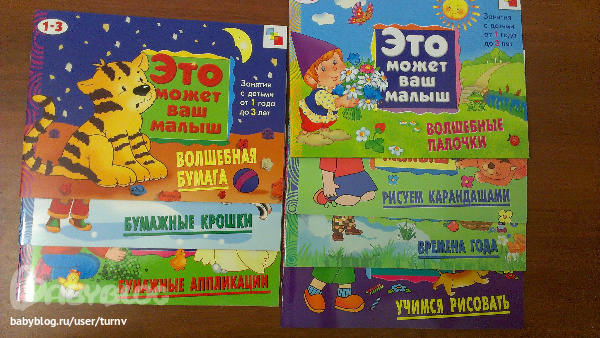 1-3
Это
может
ваш
малыш
Занятия
с детьми
от 1 года
до 3 лет
ВОЛШЕБНАЯ
БУМАГА
БУМАЖНЫЕ КРОШКИ
БУМАЖНЫЕ АППЛИКАЦИИ
Это
может
ваш
малыш
Занятия
с детьми
от 1 года
до 3 лет
ВОЛШЕБНЫЕ
ПАЛОЧКИ
малыш
РИСУЕМ КАРАНДАШАМИ
ВРЕМЕНА ГОДА
УЧИМСЯ РИСОВАТЬ
BABYBLOG
babyblog.ru/user/turnv